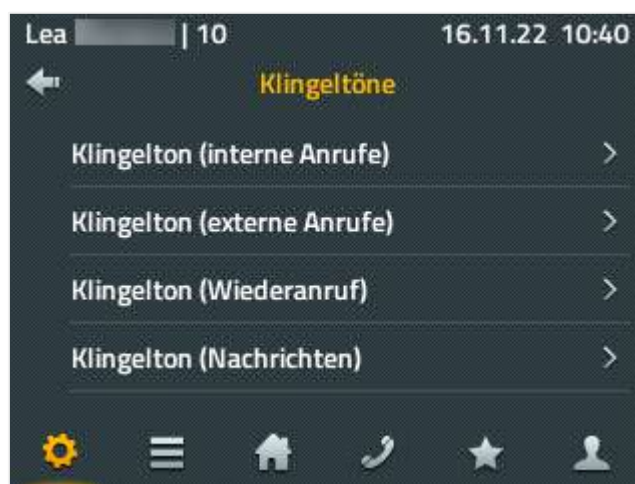 Lea | 10 16.11.22 10:40
Klingeltöne
Klingelton (interne Anrufe)
Klingelton (externe Anrufe)
Klingelton (Wiederanruf)
Klingelton (Nachrichten)